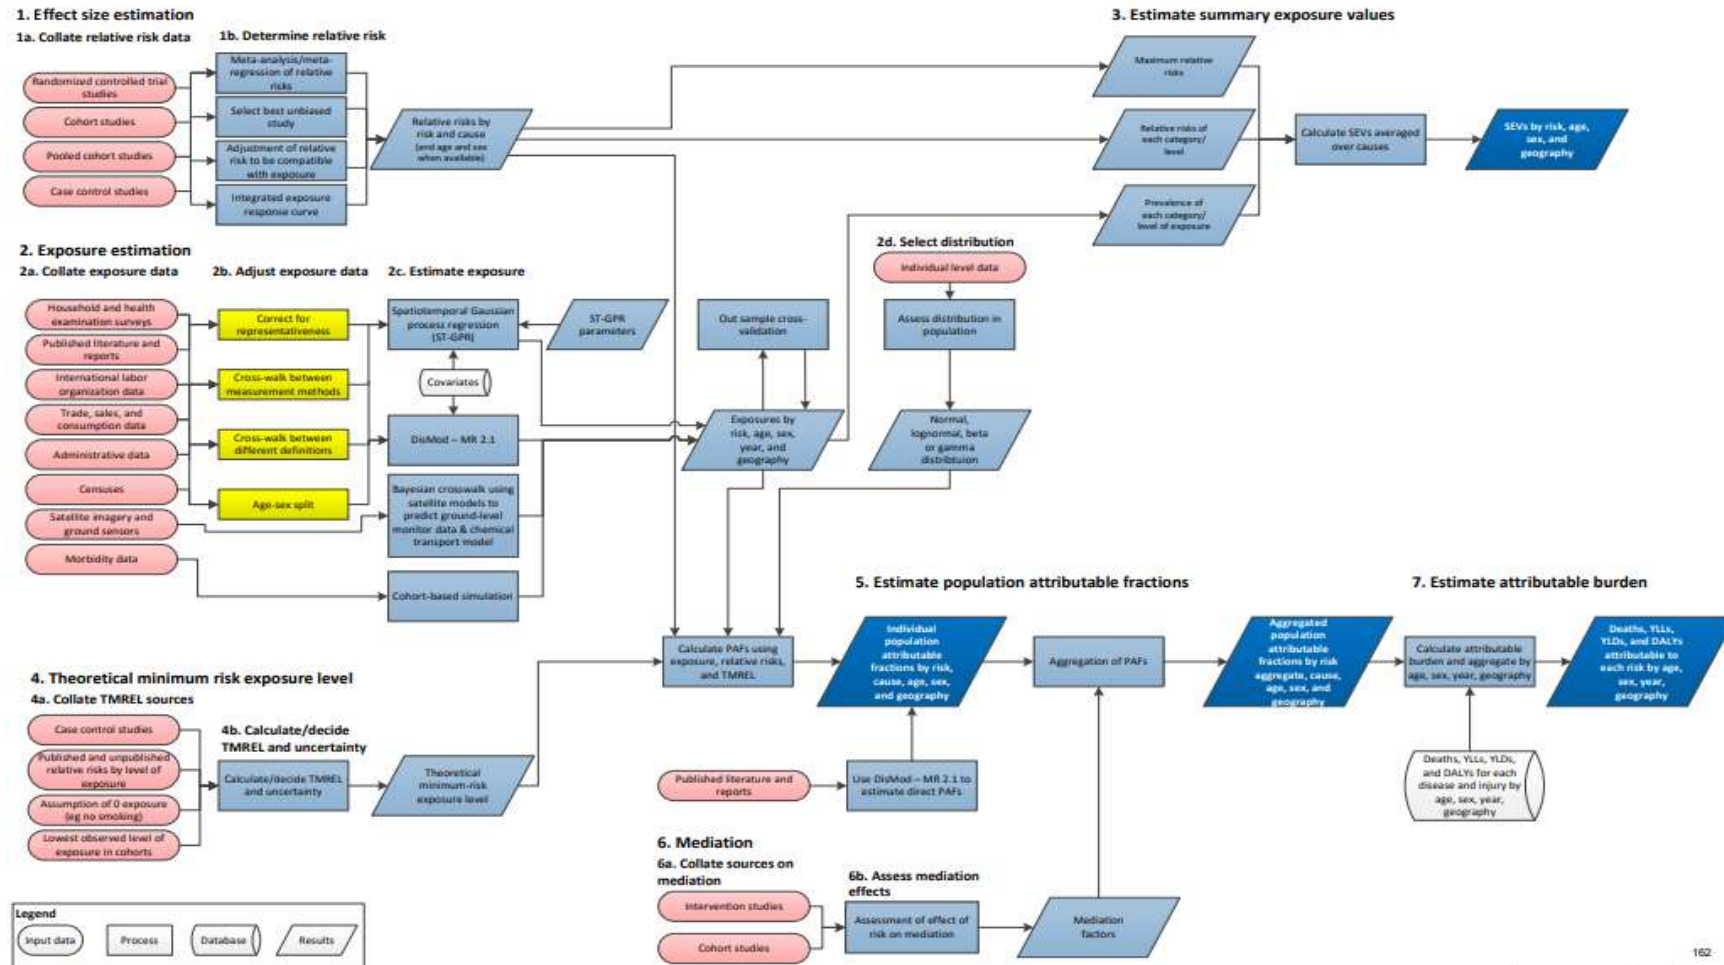 1. Effect size estimation
1a. Collate relative risk data
1b. Determine relative risk
Randomized controlled trial
studies
Cohort studies
Pooled cohort studies
Case control studies
Meta-analysis/meta-
regression of relative
risks
Select best unbiased
study
Adjustment of relative
risk to be compatible
with exposure
Integrated exposure
response curve
Relative risks by
risk and cause
(and age and sex
when available)
3. Estimate summary exposure values
Maximum relative
risks
Relative risks of
each category/
level
Prevalence of
each category/
level of exposure
Calculate SEVs averaged
over causes
SEVs by risk, age,
sex, and
geography
2. Exposure estimation
2a. Collate exposure data
2b. Adjust exposure data
2c. Estimate exposure
2d. Select distribution
Household and health
examination surveys
Published literature and
reports
International labor
organization data
Trade, sales, and
consumption data
Administrative data
Censuses
Satellite imagery and
ground sensors
Morbidity data
Correct for
representativeness
Cross-walk between
measurement methods
Cross-walk between
different definitions
Age-sex split
Spatiotemporal Gaussian
process regression
(ST-GPR)
ST-GPR
parameters
Covariates
DisMod – MR 2.1
Bayesian crosswalk using
satellite models to
predict ground-level
monitor data & chemical
transport model
Cohort-based simulation
Out sample cross-
validation
Exposures by
risk, age, sex,
year, and
geography
Individual level data
Assess distribution in
population
Normal,
lognormal, beta
or gamma
distribtuion
4. Theoretical minimum risk exposure level
4a. Collate TMREL sources
4b. Calculate/decide
TMREL and uncertainty
Case control studies
Published and unpublished
relative risks by level of
exposure
Assumption of 0 exposure
(eg no smoking)
Lowest observed level of
exposure in cohorts
Calculate/decide TMREL
and uncertainty
Theoretical
minimum-risk
exposure level
5. Estimate population attributable fractions
Calculate PAFs using
exposure, relative risks,
and TMREL
Individual
population
attributable
fractions by risk,
cause, age, sex,
and geography
Aggregation of PAFs
Aggregated
population
attributable
fractions by risk
aggregate, cause,
age, sex, and
geography
Published literature and
reports
Use DisMod – MR 2.1 to
estimate direct PAFs
7. Estimate attributable burden
Calculate attributable
burden and aggregate by
age, sex, year, geography
Deaths, YLLs,
YLDs, and DALYs
attributable to
each risk by age,
sex, year,
geography
Deaths, YLLs, YLDs,
and DALYs for each
disease and injury by
age, sex, year,
geography
6. Mediation
6a. Collate sources on
mediation
6b. Assess mediation
effects
Intervention studies
Cohort studies
Assessment of effect of
risk on mediation
Mediation
factors
Legend
Input data
Process
Database
Results
162